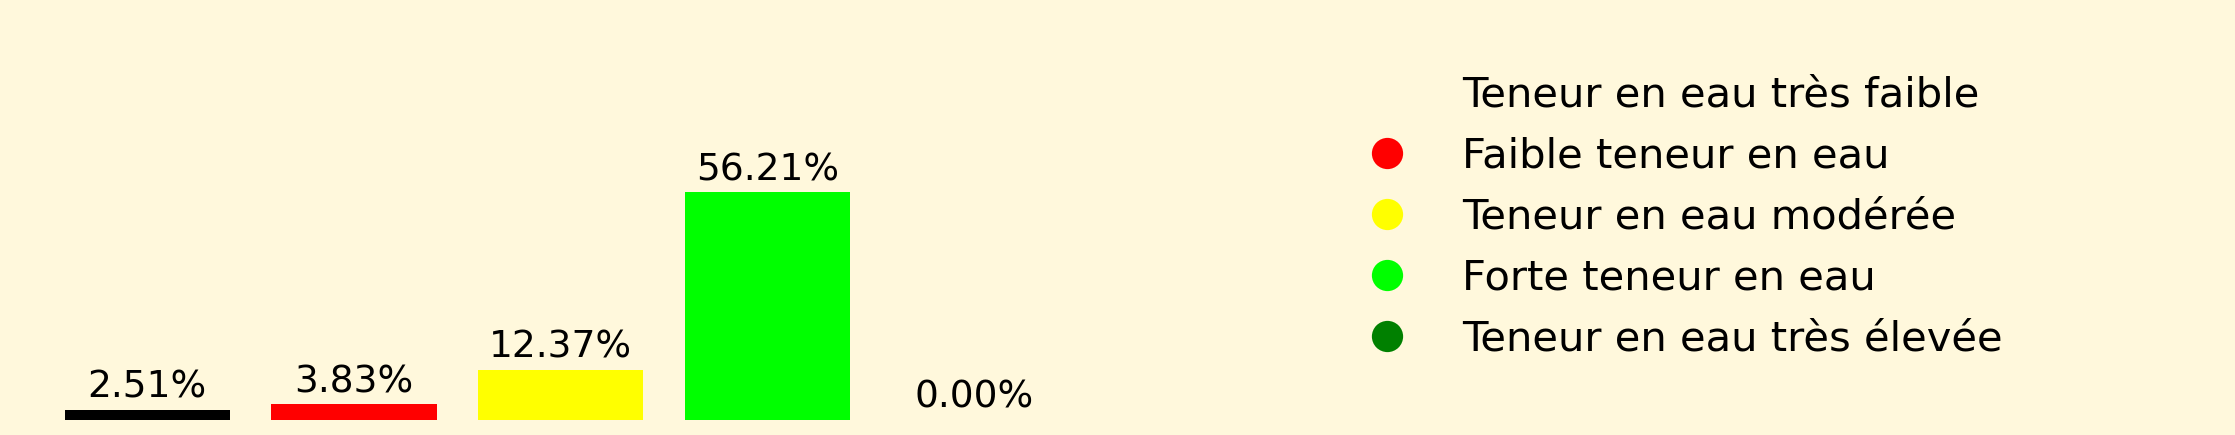 2.51%
3.83%
12.37%
56.21%
0.00%
Teneur en eau très faible
Faible teneur en eau
Teneur en eau modérée
Forte teneur en eau
Teneur en eau très élevée